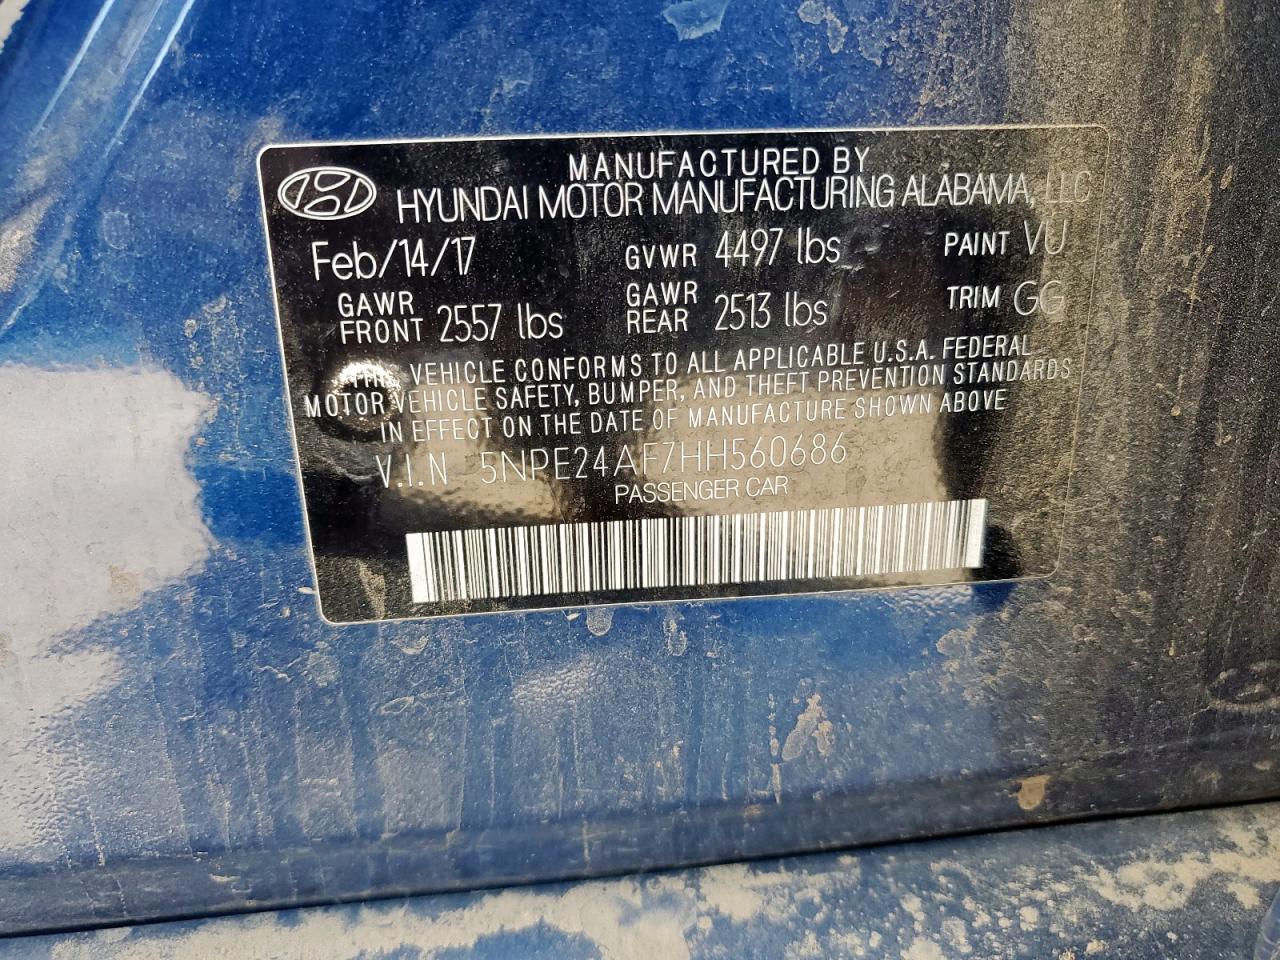 MANUFACTURED BY
HYUNDAI MOTOR MANUFACTURING ALABAMA, LLC
Feb/14/17 GVWR 4497 lbs PAINT VU
GAWR FRONT 2557 lbs GAWR REAR 2513 lbs TRIM GG
THIS VEHICLE CONFORMS TO ALL APPLICABLE U.S.A. FEDERAL
MOTOR VEHICLE SAFETY, BUMPER, AND THEFT PREVENTION STANDARDS
IN EFFECT ON THE DATE OF MANUFACTURE SHOWN ABOVE
V.I.N 5NPE24AF7HH560686
PASSENGER CAR